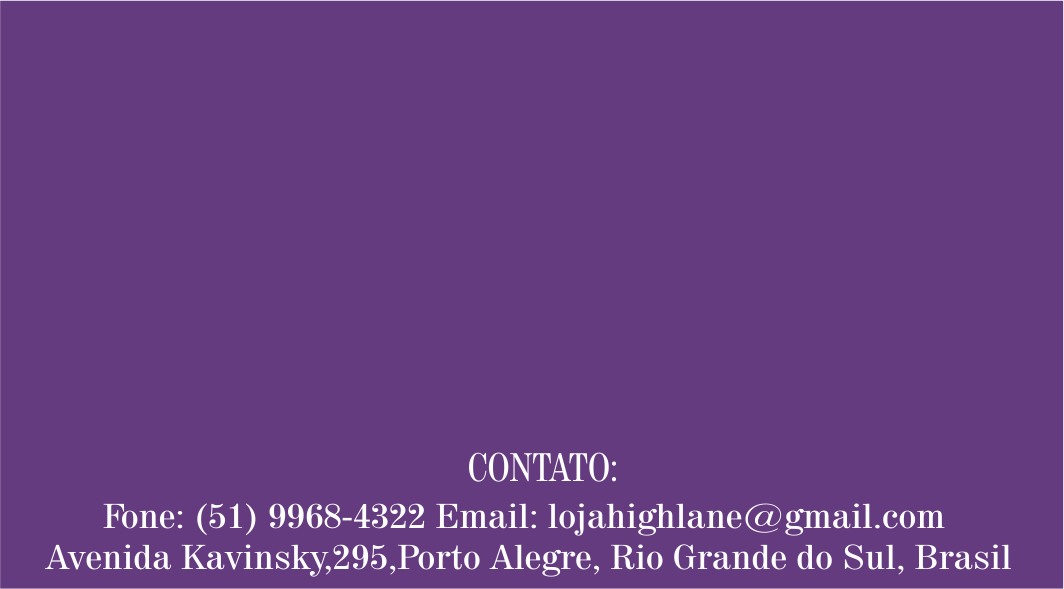 CONTATO:
Fone: (51) 9968-4322 Email: lojahighlane@gmail.com
Avenida Kavinsky,295,Porto Alegre, Rio Grande do Sul, Brasil